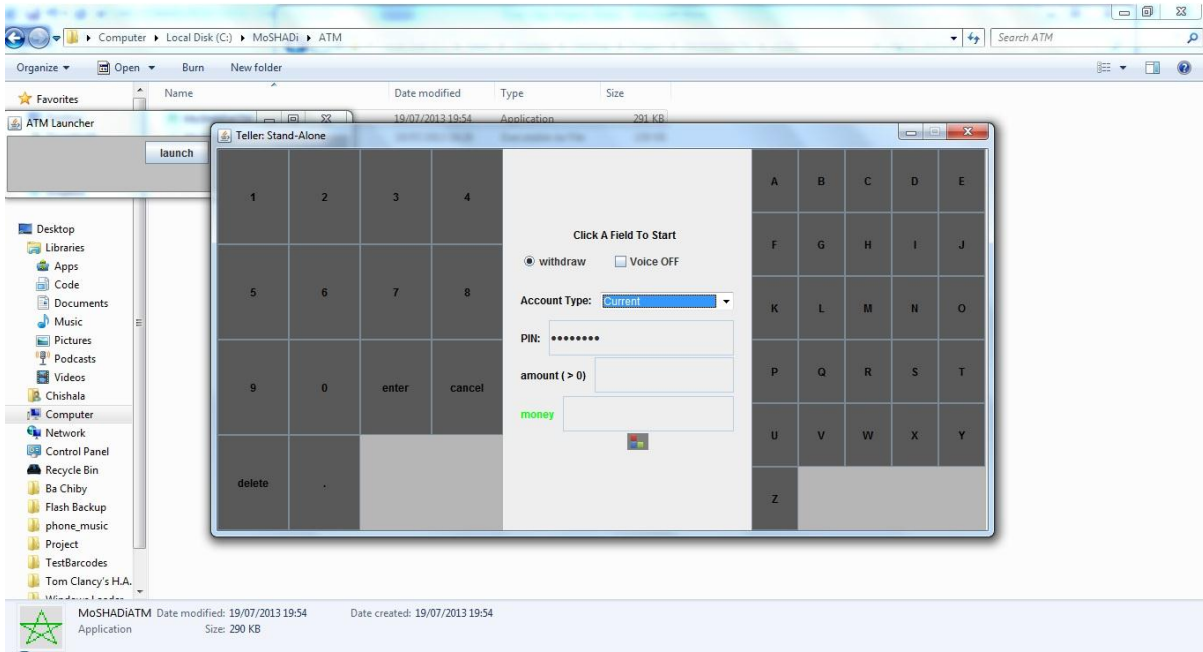 Computer Local Disk (C:) MoSHADi ATM Search ATM
Organize Open Burn New folder
Favorites Name Date modified Type Size
19/07/2013 19:54 Application 291 KB
ATM Launcher
launch
Desktop
Libraries
Apps
Code
Documents
Music
Pictures
Podcasts
Videos
Chishala
Computer
Network
Control Panel
Recycle Bin
Ba Chiby
Flash Backup
phone_music
Project
TestBarcodes
Tom Clancy's H.A.
Teller: Stand-Alone
1 2 3 4
5 6 7 8
9 0 enter cancel
delete .
Click A Field To Start
withdraw Voice OFF
Account Type: Current
PIN: ••••••••
amount ( > 0)
money
A B C D E
F G H I J
K L M N O
P Q R S T
U V W X Y
Z
MoSHADiATM Date modified: 19/07/2013 19:54 Date created: 19/07/2013 19:54
Application Size: 290 KB